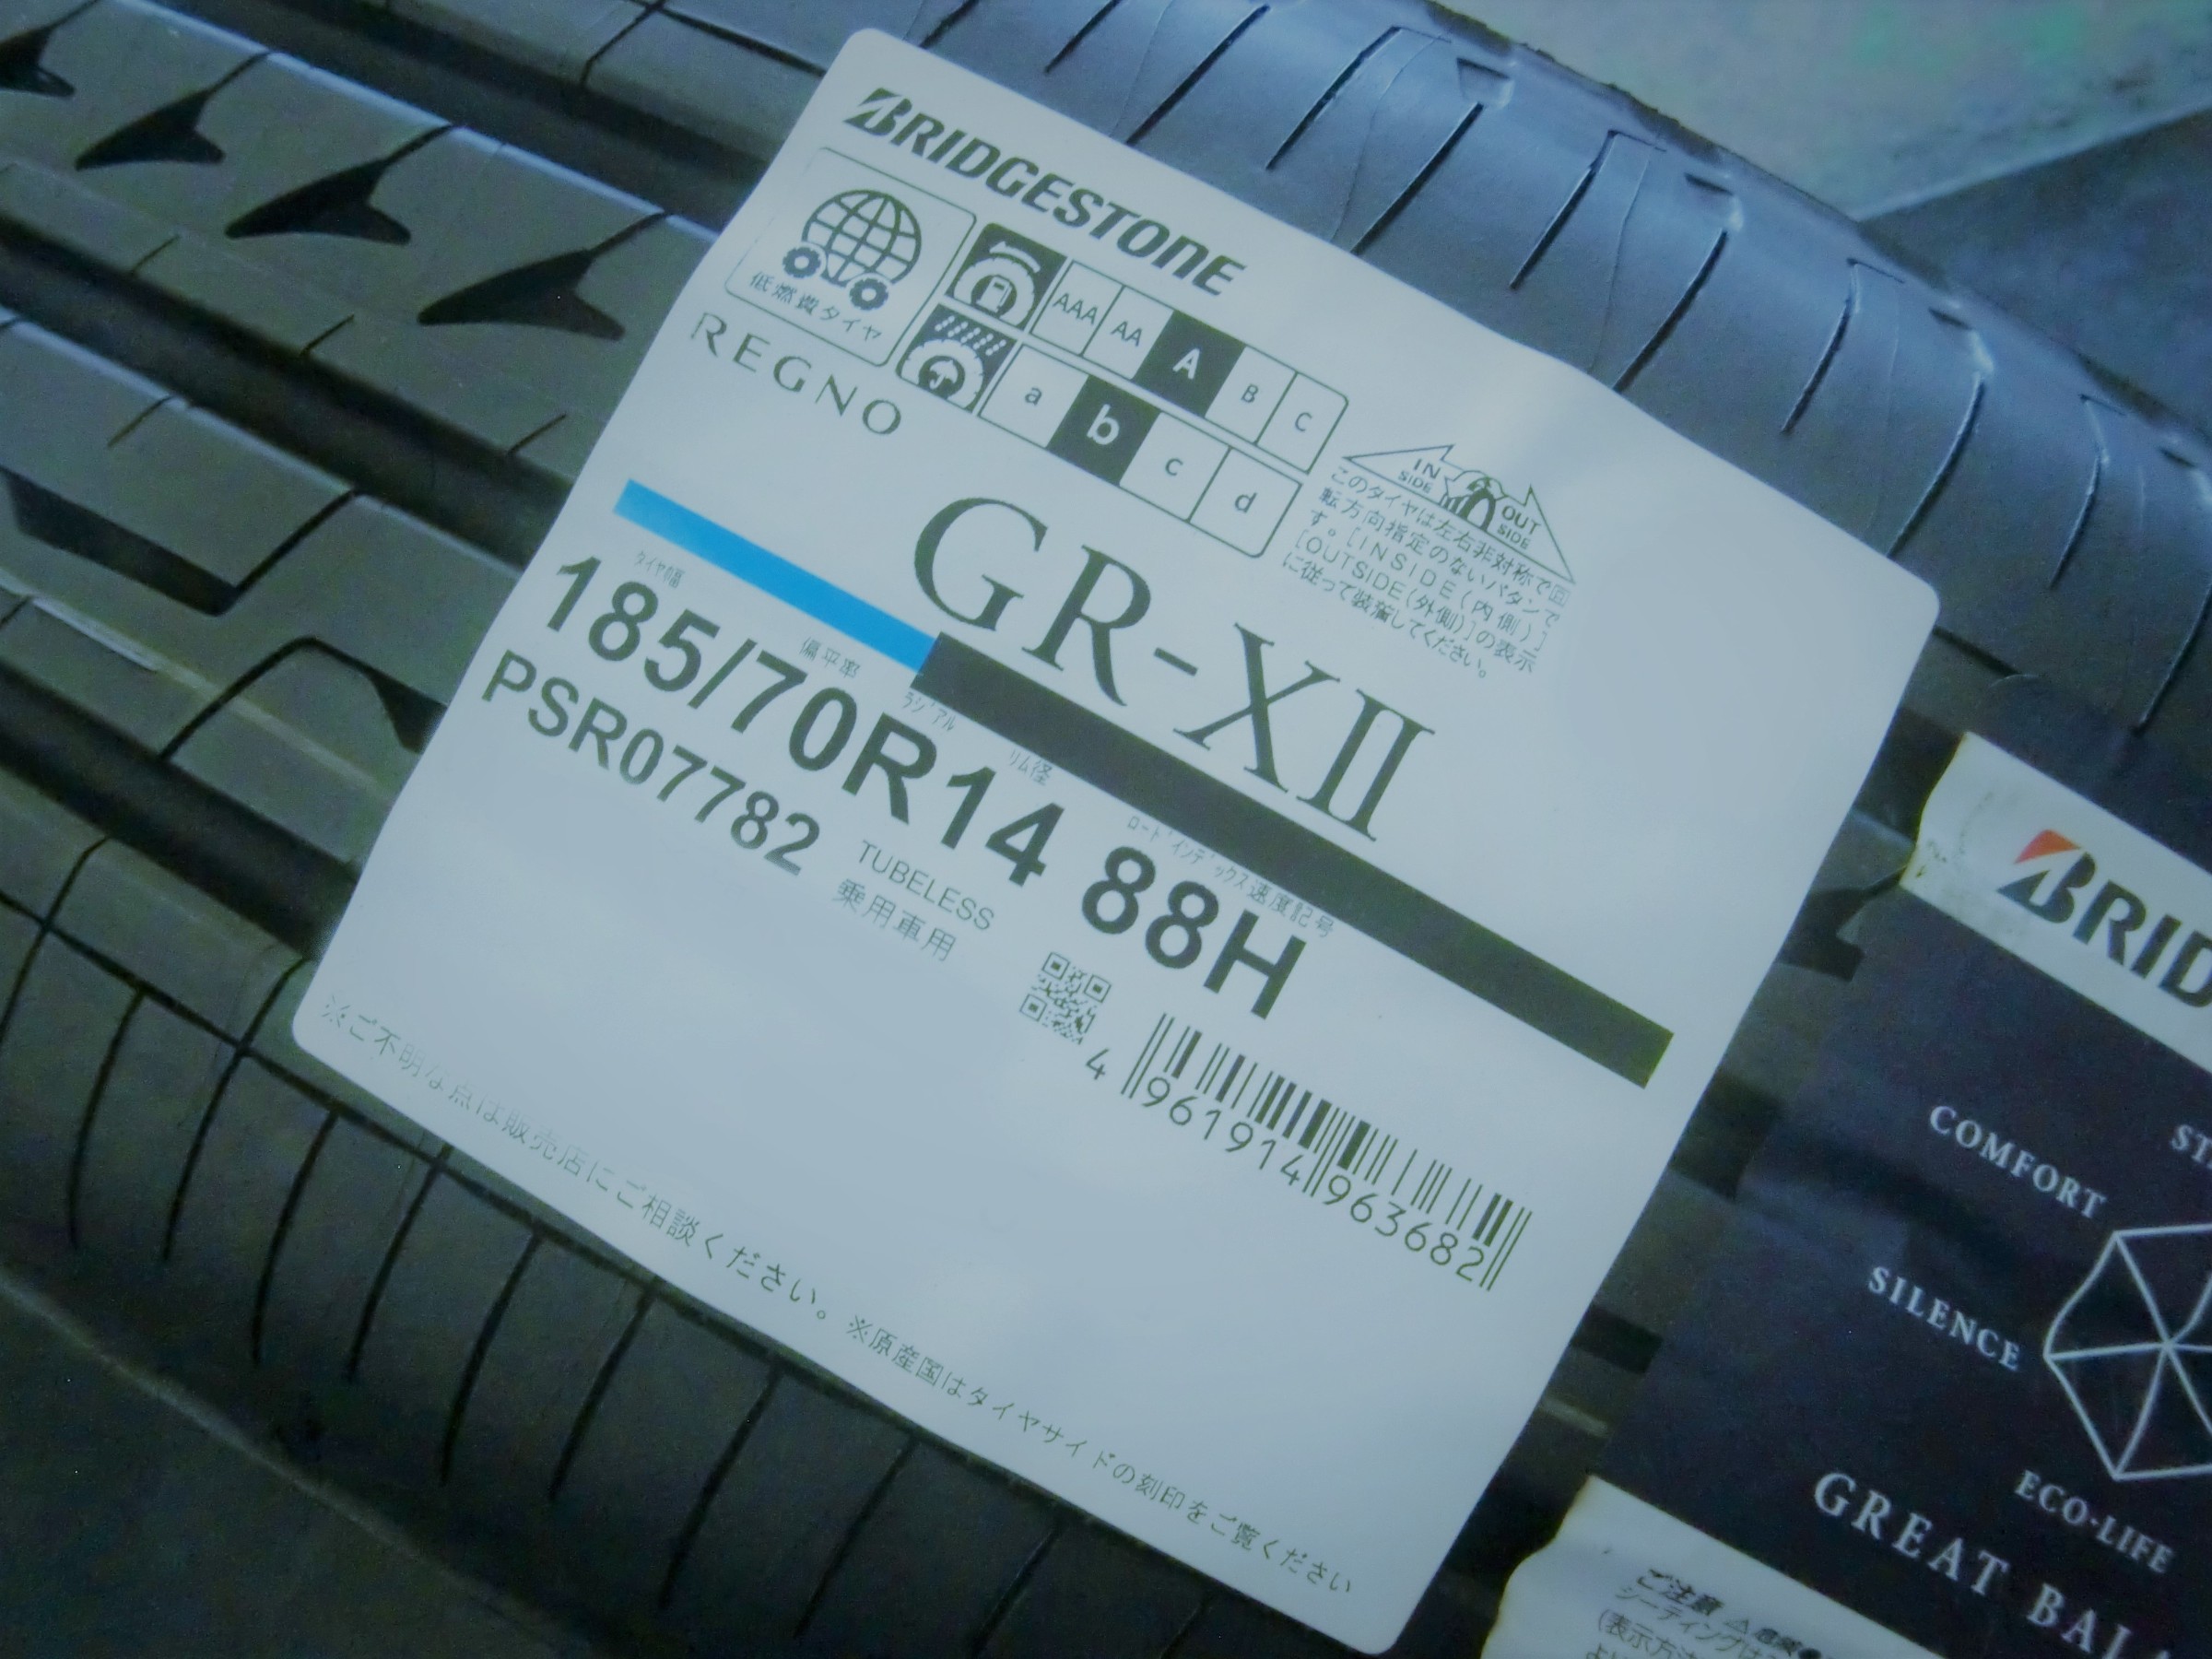 BRIDGESTONE
低燃費タイヤ
AAA AA A B C
a b c d
REGNO
GR-XⅡ
IN SIDE
OUT SIDE
このタイヤは左右非対称で回
転方向指定のないパタンで
す。[INSIDE(内側)]
[OUTSIDE(外側)]の表示
に従って装着してください。
タイヤ幅 偏平率 ラジアル リム径 ロードインデックス 速度記号
185/70R14 88H
PSR07782
TUBELESS
乗用車用
4 961914 963682
※ご不明な点は販売店にご相談ください。※原産国はタイヤサイドの刻印をご覧ください
BRID
COMFORT
SILENCE
ECO-LIFE
GREAT BAL
ご注意